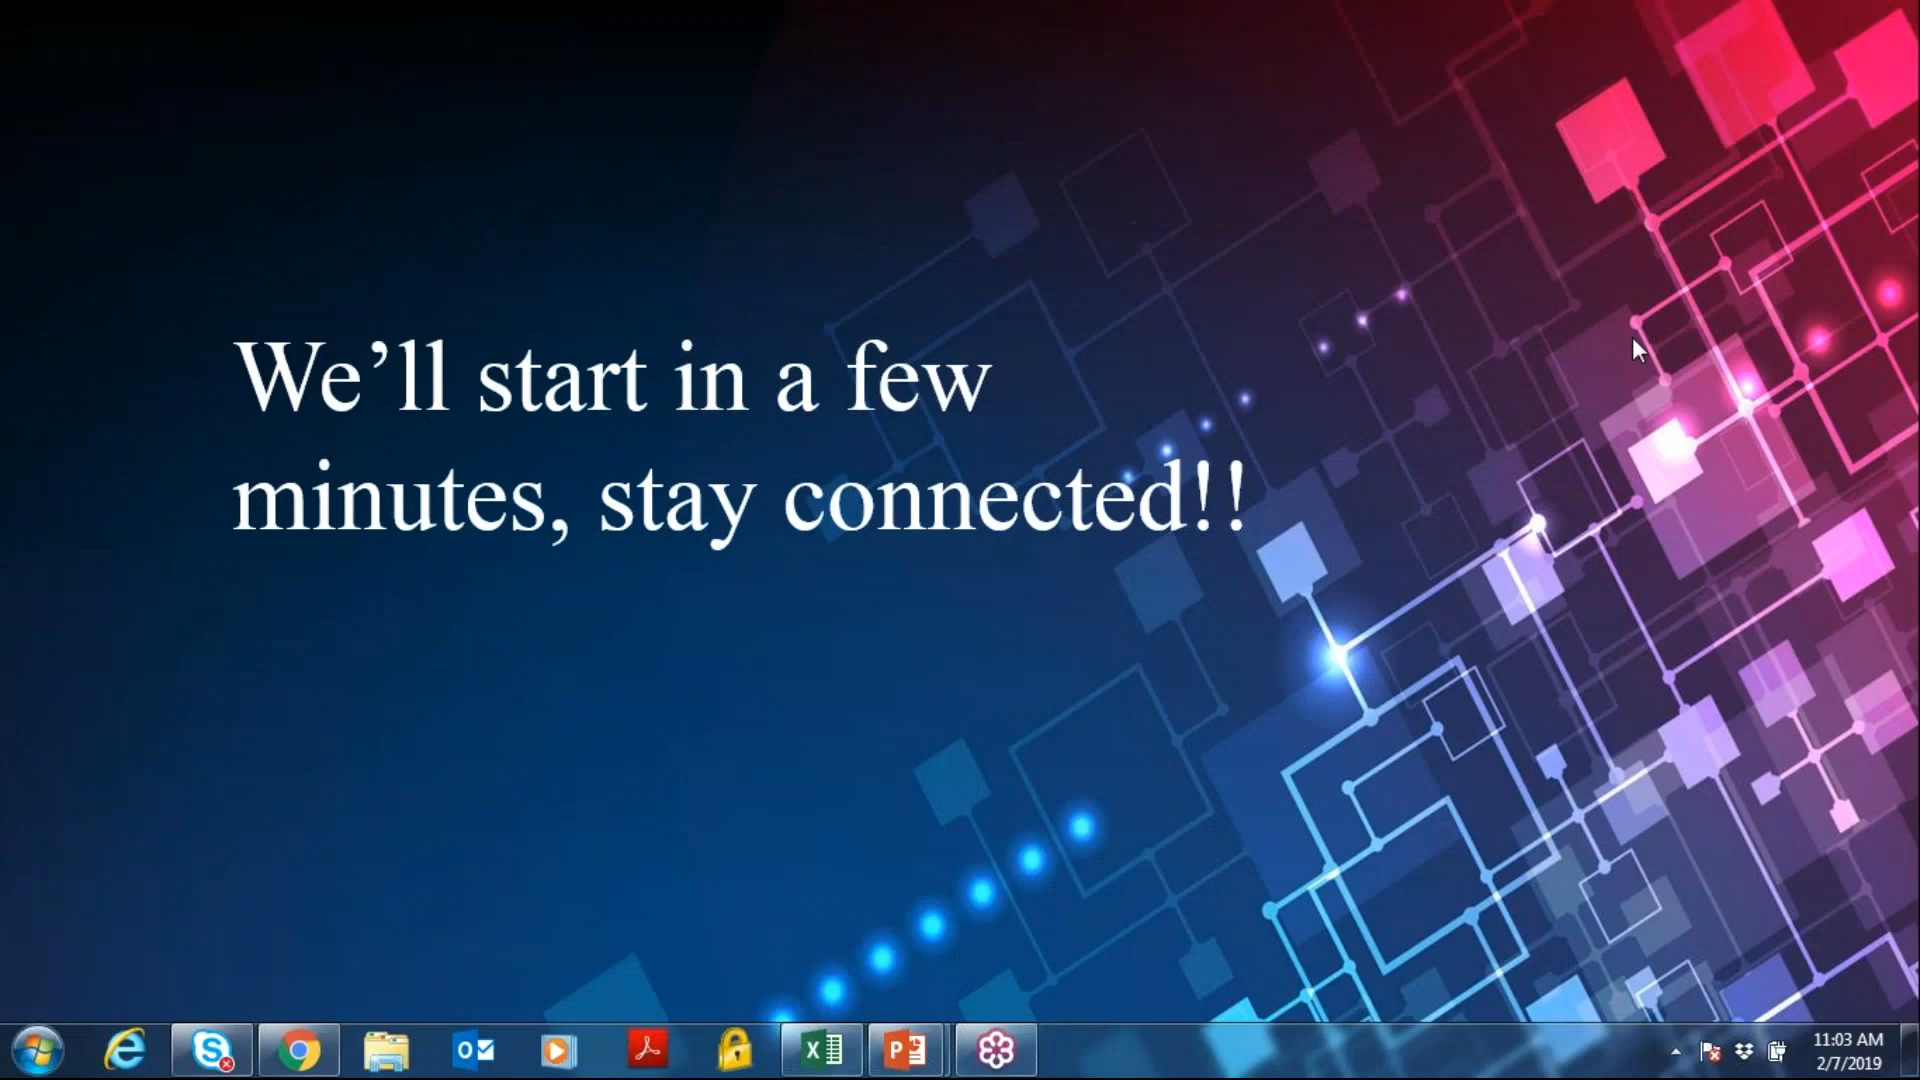 We’ll start in a few
minutes, stay connected!!
11:03 AM
2/7/2019